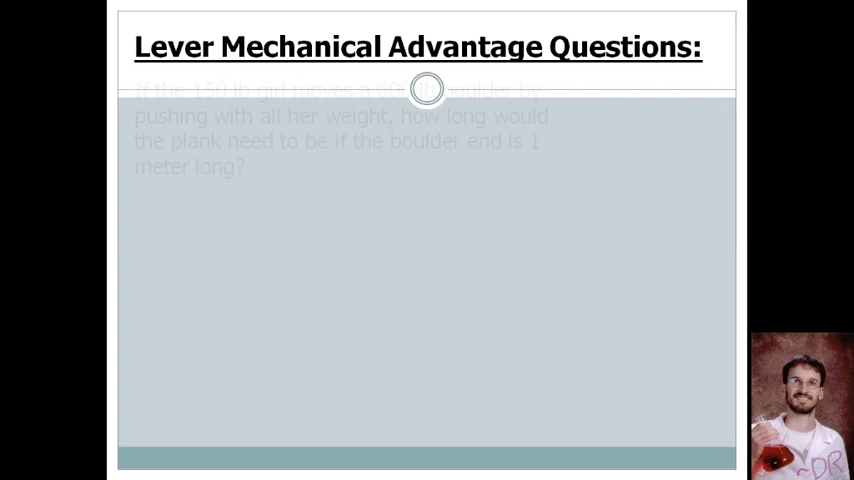 Lever Mechanical Advantage Questions:
If the 150 lb girl moves a 600 lb boulder by
pushing with all her weight, how long would
the plank need to be if the boulder end is 1
meter long?
~DR